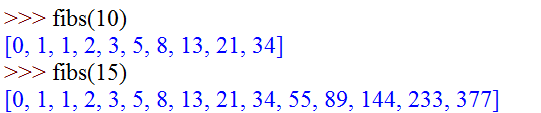 >>> fibs(10)
[0, 1, 1, 2, 3, 5, 8, 13, 21, 34]
>>> fibs(15)
[0, 1, 1, 2, 3, 5, 8, 13, 21, 34, 55, 89, 144, 233, 377]